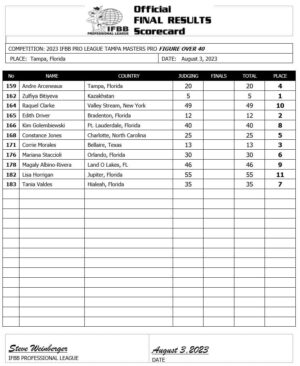 Official
FINAL RESULTS
Scorecard
IFBB
PROFESSIONAL LEAGUE
COMPETITION: 2023 IFBB PRO LEAGUE TAMPA MASTERS PRO FIGURE OVER 40
PLACE: Tampa, Florida DATE: August 3, 2023
No NAME COUNTRY JUDGING FINALS TOTAL PLACE
159 Andre Arceneaux Tampa, Florida 20 20 4
162 Zulfiya Bitiyeva Kazakhstan 5 5 1
164 Raquel Clarke Valley Stream, New York 49 49 10
165 Edith Driver Bradenton, Florida 12 12 2
166 Kim Golembiewski Ft. Lauderdale, Florida 40 40 8
168 Constance Jones Charlotte, North Carolina 25 25 5
171 Corrie Morales Bellaire, Texas 13 13 3
176 Mariana Staccioli Orlando, Florida 30 30 6
178 Magaly Albino-Rivera Land O Lakes, FL 46 46 9
182 Lisa Horrigan Jupiter, Florida 55 55 11
183 Tania Valdes Hialeah, Florida 35 35 7
Steve Weinberger August 3, 2023
IFBB PROFESSIONAL LEAGUE DATE